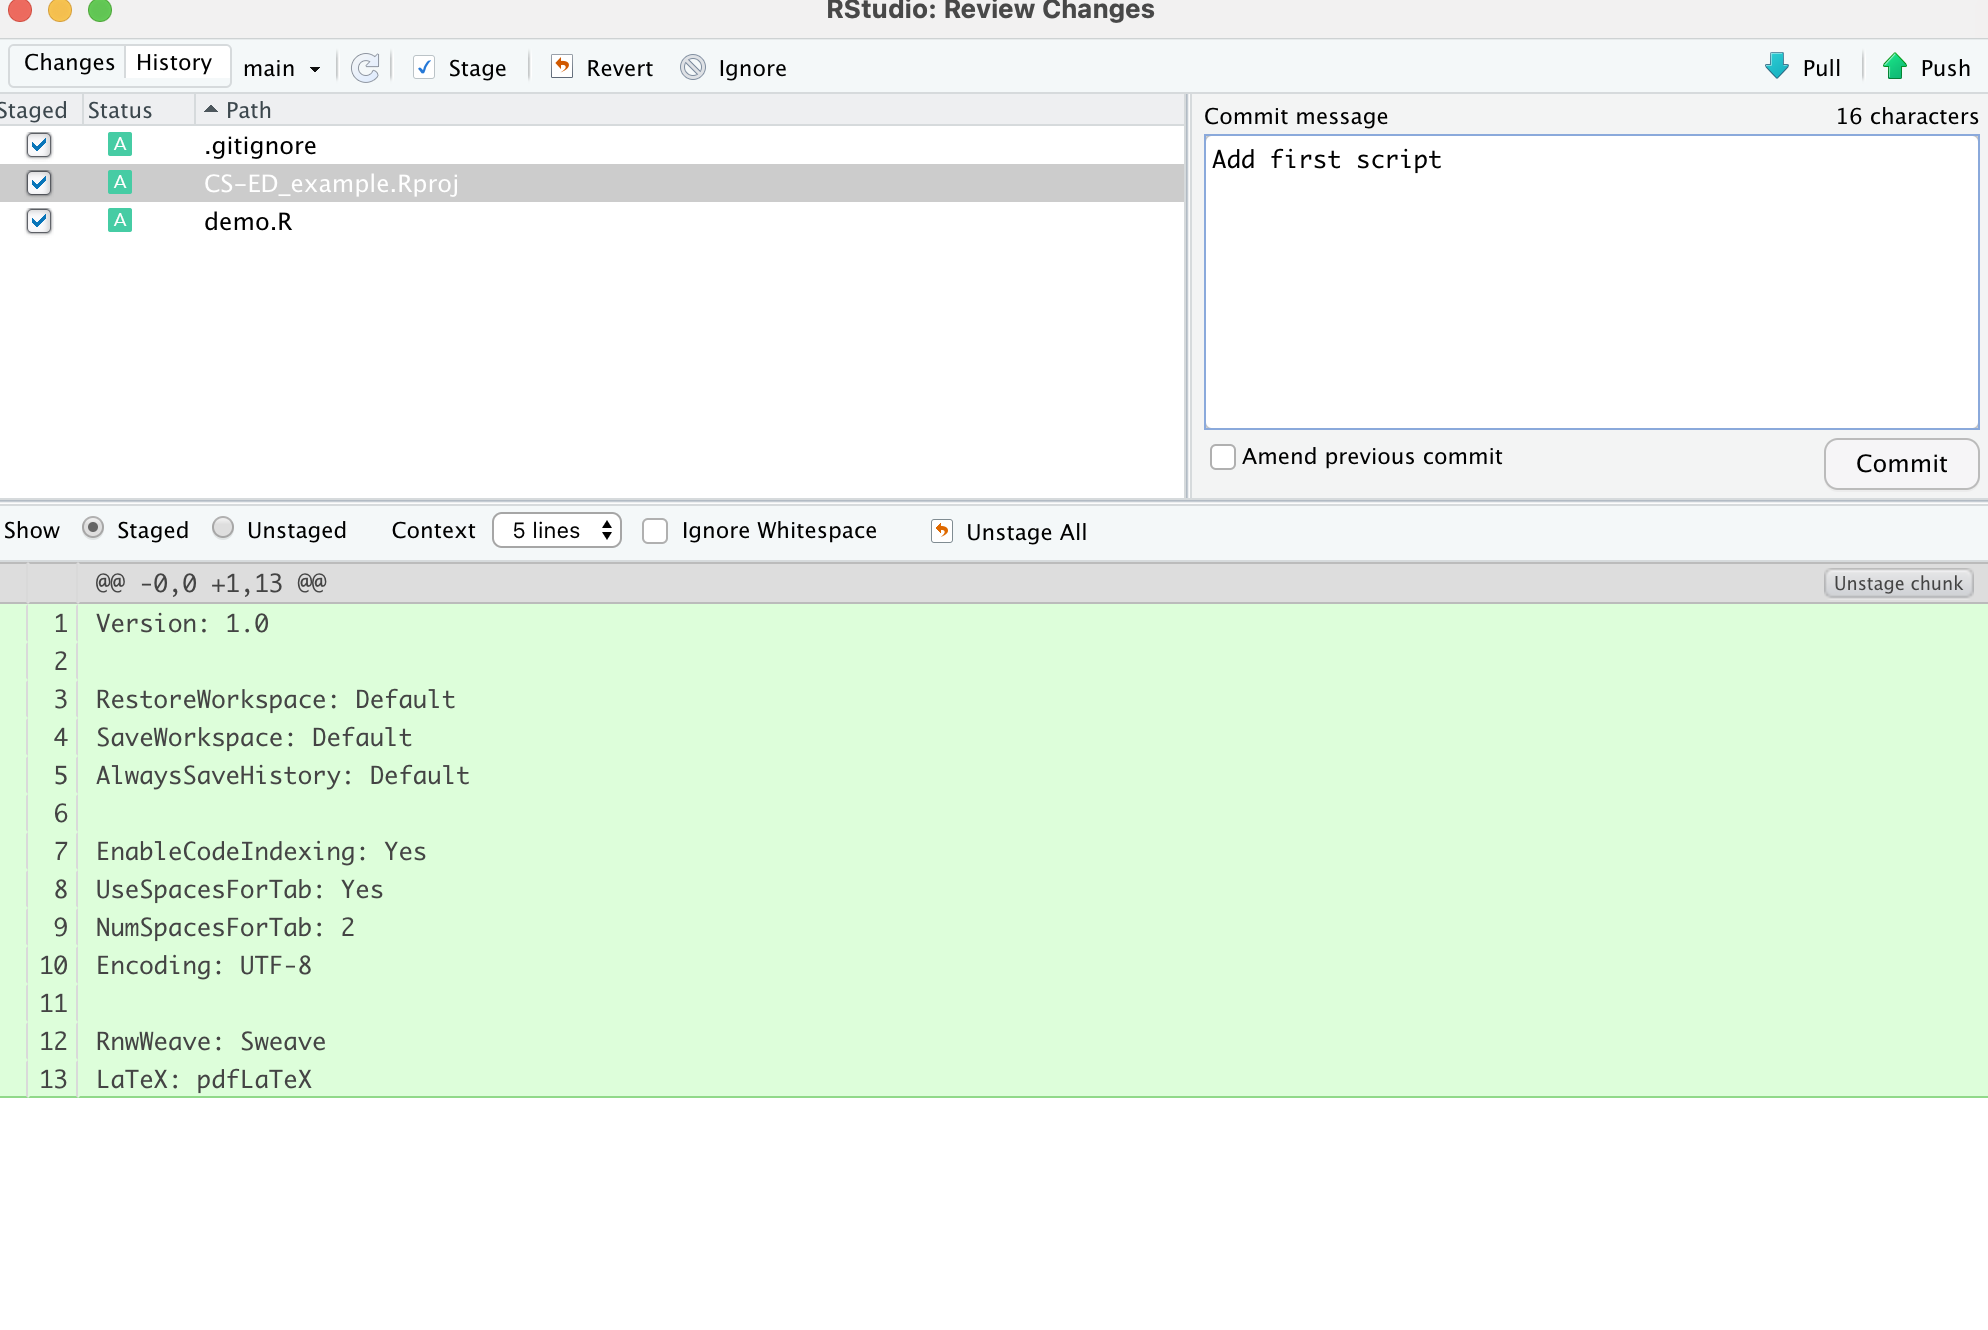 RStudio: Review Changes
Changes History main Stage Revert Ignore Pull Push
Staged Status Path
A .gitignore
A CS-ED_example.Rproj
A demo.R
Commit message 16 characters
Add first script
Amend previous commit Commit
Show Staged Unstaged Context 5 lines Ignore Whitespace Unstage All
@@ -0,0 +1,13 @@ Unstage chunk
1 Version: 1.0
2
3 RestoreWorkspace: Default
4 SaveWorkspace: Default
5 AlwaysSaveHistory: Default
6
7 EnableCodeIndexing: Yes
8 UseSpacesForTab: Yes
9 NumSpacesForTab: 2
10 Encoding: UTF-8
11
12 RnwWeave: Sweave
13 LaTeX: pdfLaTeX